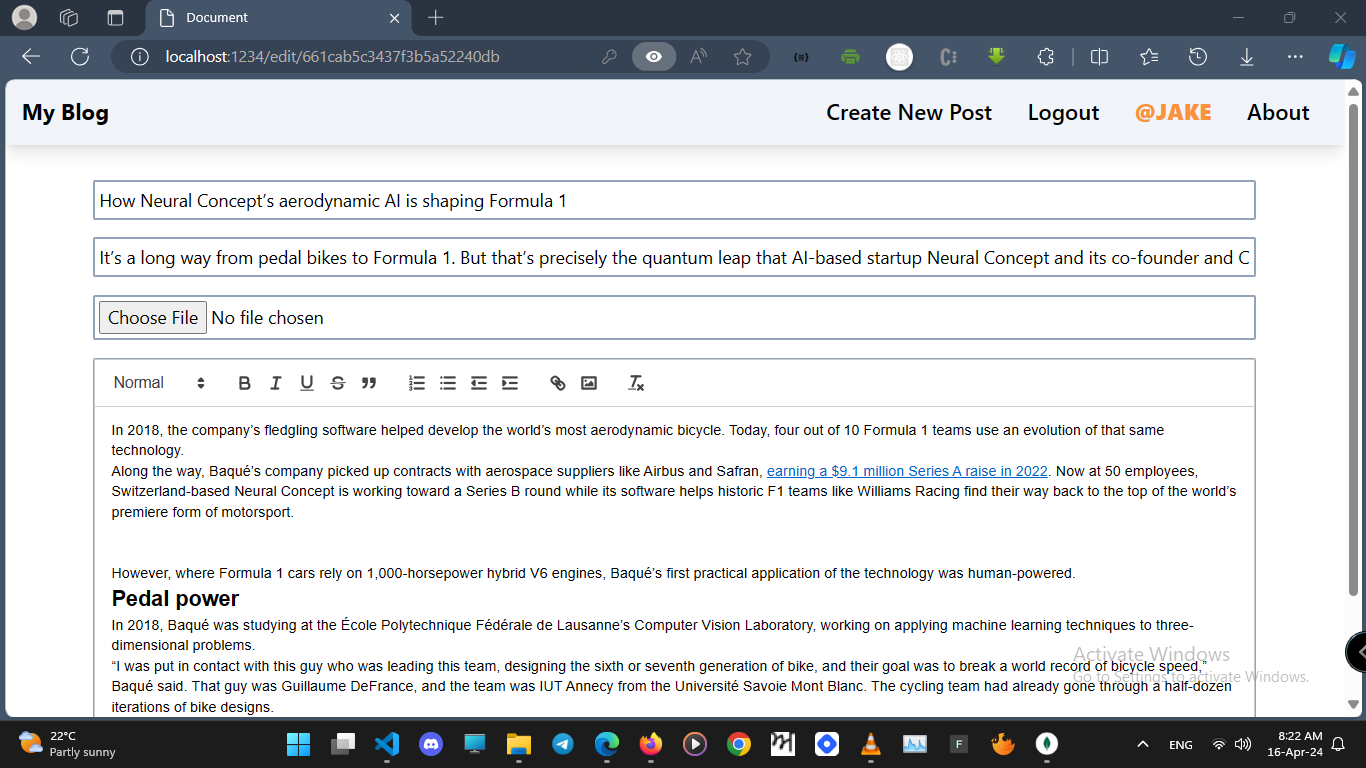 Document
localhost:1234/edit/661cab5c3437f3b5a52240db
My Blog
Create New Post
Logout
@JAKE
About
How Neural Concept’s aerodynamic AI is shaping Formula 1
It’s a long way from pedal bikes to Formula 1. But that’s precisely the quantum leap that AI-based startup Neural Concept and its co-founder and C
Choose File No file chosen
Normal
In 2018, the company’s fledgling software helped develop the world’s most aerodynamic bicycle. Today, four out of 10 Formula 1 teams use an evolution of that same
technology.
Along the way, Baqué’s company picked up contracts with aerospace suppliers like Airbus and Safran, earning a $9.1 million Series A raise in 2022. Now at 50 employees,
Switzerland-based Neural Concept is working toward a Series B round while its software helps historic F1 teams like Williams Racing find their way back to the top of the world’s
premiere form of motorsport.
However, where Formula 1 cars rely on 1,000-horsepower hybrid V6 engines, Baqué’s first practical application of the technology was human-powered.
Pedal power
In 2018, Baqué was studying at the École Polytechnique Fédérale de Lausanne’s Computer Vision Laboratory, working on applying machine learning techniques to three-
dimensional problems.
“I was put in contact with this guy who was leading this team, designing the sixth or seventh generation of bike, and their goal was to break a world record of bicycle speed,”
Baqué said. That guy was Guillaume DeFrance, and the team was IUT Annecy from the Université Savoie Mont Blanc. The cycling team had already gone through a half-dozen
iterations of bike designs.
Activate Windows
Go to Settings to activate Windows.
22°C
Partly sunny
ENG
8:22 AM
16-Apr-24